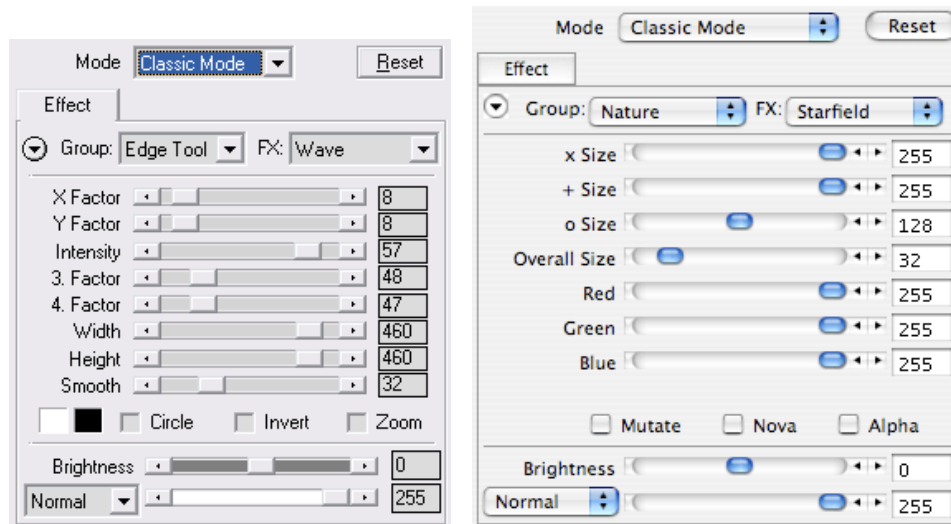 Mode Classic Mode Reset
Effect
Group: Edge Tool FX: Wave
X Factor 8
Y Factor 8
Intensity 57
3. Factor 48
4. Factor 47
Width 460
Height 460
Smooth 32
Circle Invert Zoom
Brightness 0
Normal 255
Mode Classic Mode Reset
Effect
Group: Nature FX: Starfield
x Size 255
+ Size 255
o Size 128
Overall Size 32
Red 255
Green 255
Blue 255
Mutate Nova Alpha
Brightness 0
Normal 255